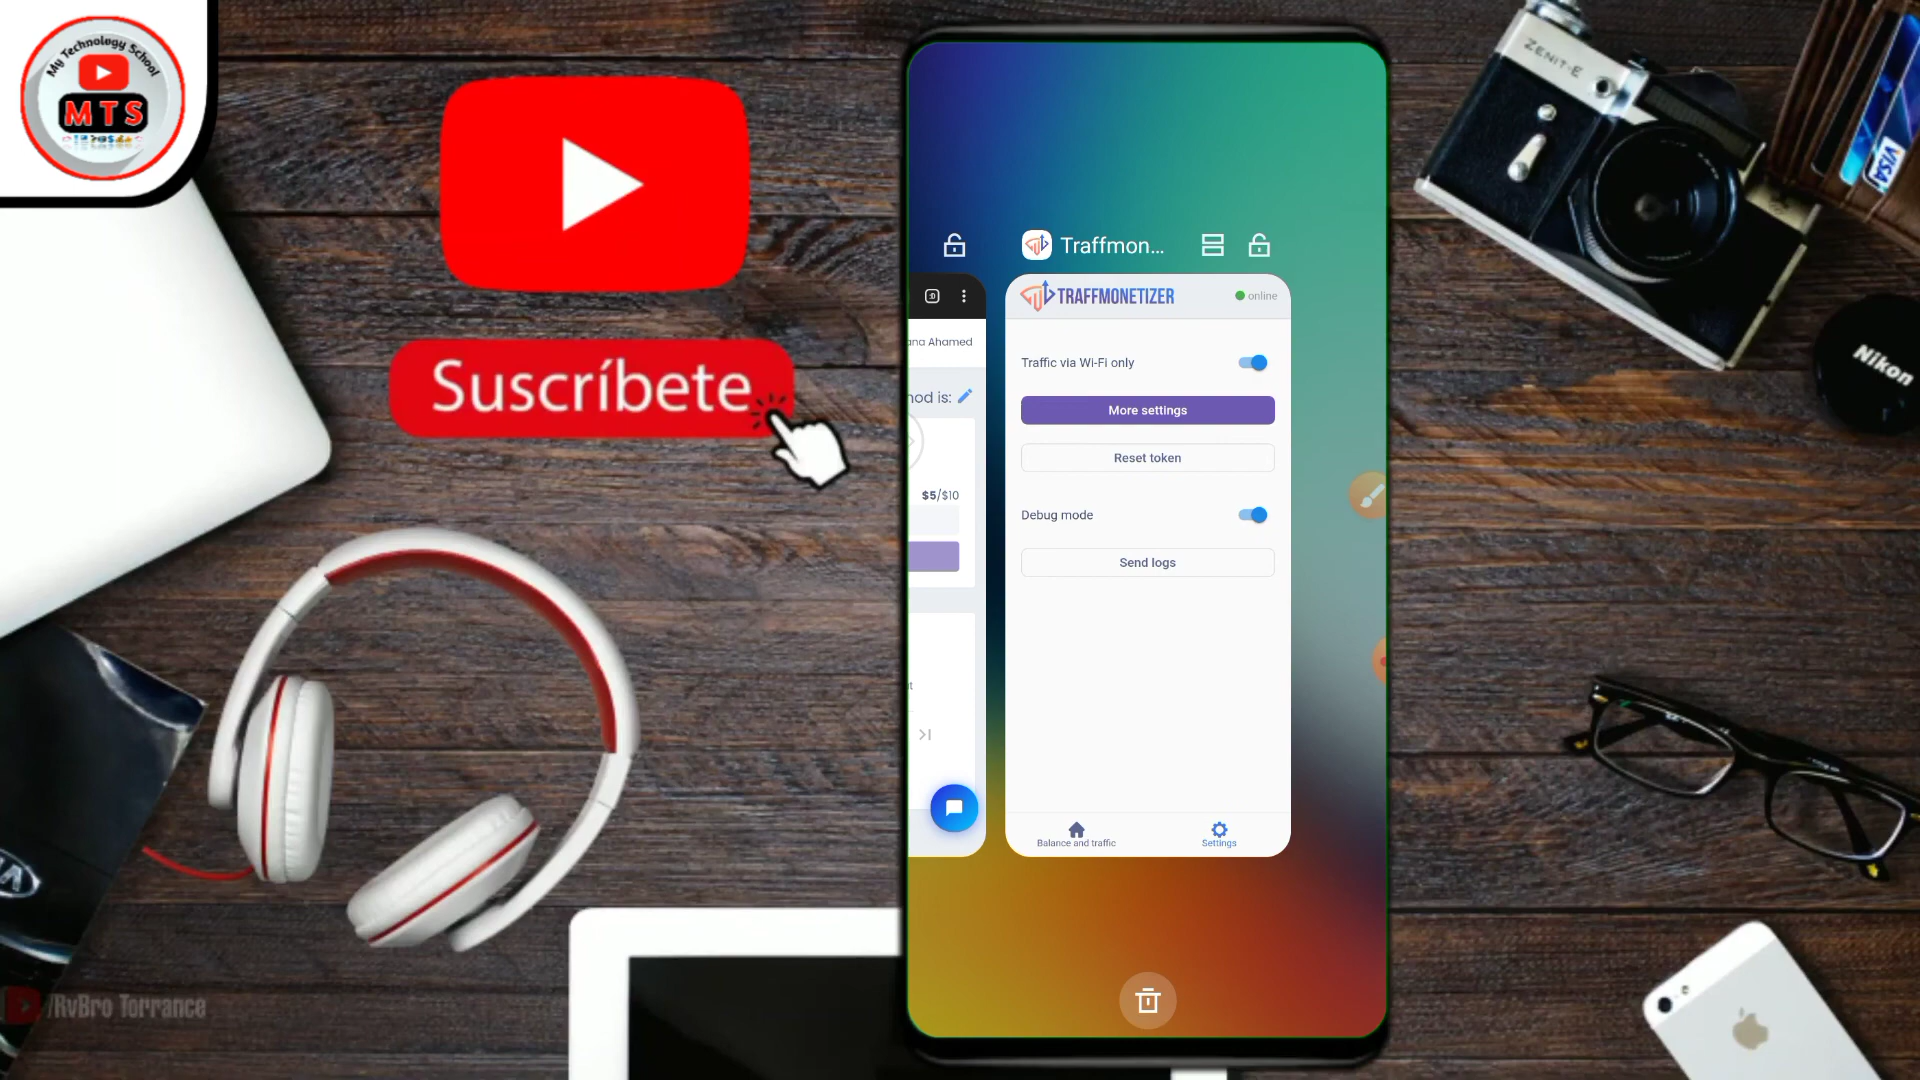 My Technology School
MTS
Suscríbete
/RvBro Torrance
Traffmon...
ana Ahamed
nod is:
$5/$10
TRAFFMONETIZER
online
Traffic via Wi-Fi only
More settings
Reset token
Debug mode
Send logs
Balance and traffic
Settings
ZENIT-E
VISA
Nikon